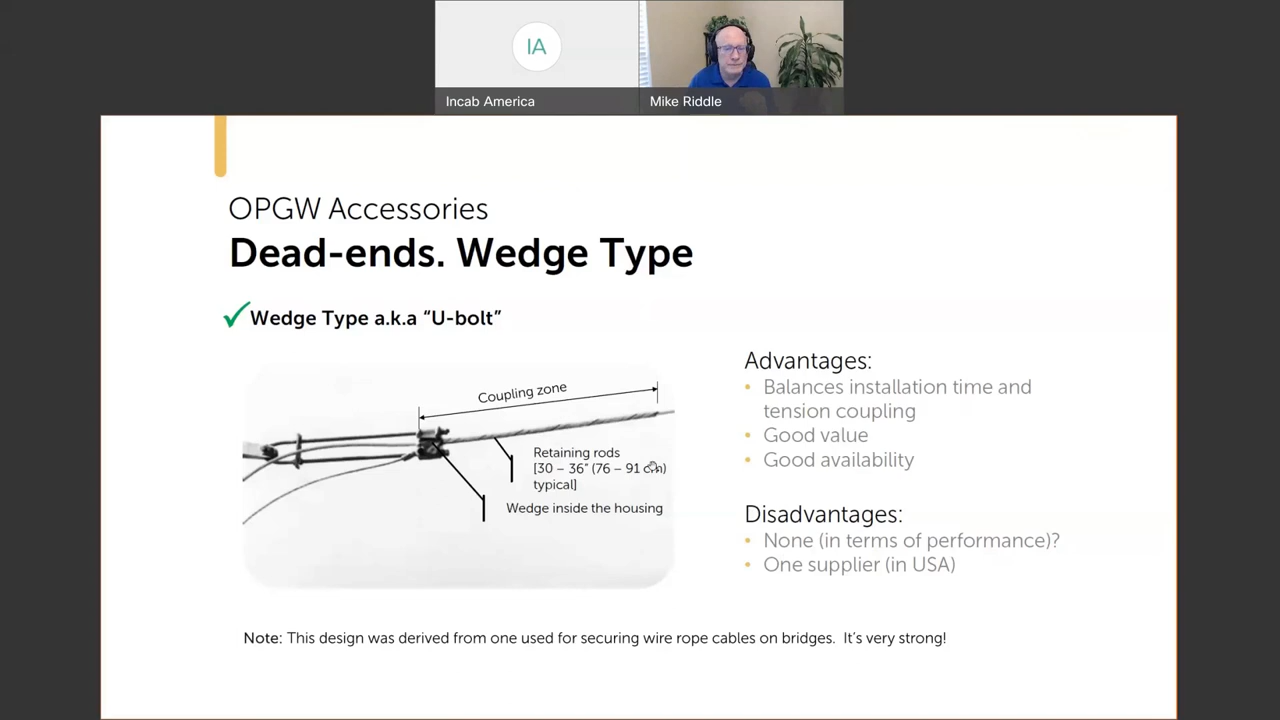 IA
Incab America
Mike Riddle
OPGW Accessories
Dead-ends. Wedge Type
Wedge Type a.k.a “U-bolt”
Coupling zone
Retaining rods
[30 – 36” (76 – 91 cm)
typical]
Wedge inside the housing
Advantages:
• Balances installation time and
tension coupling
• Good value
• Good availability
Disadvantages:
• None (in terms of performance)?
• One supplier (in USA)
Note: This design was derived from one used for securing wire rope cables on bridges. It’s very strong!